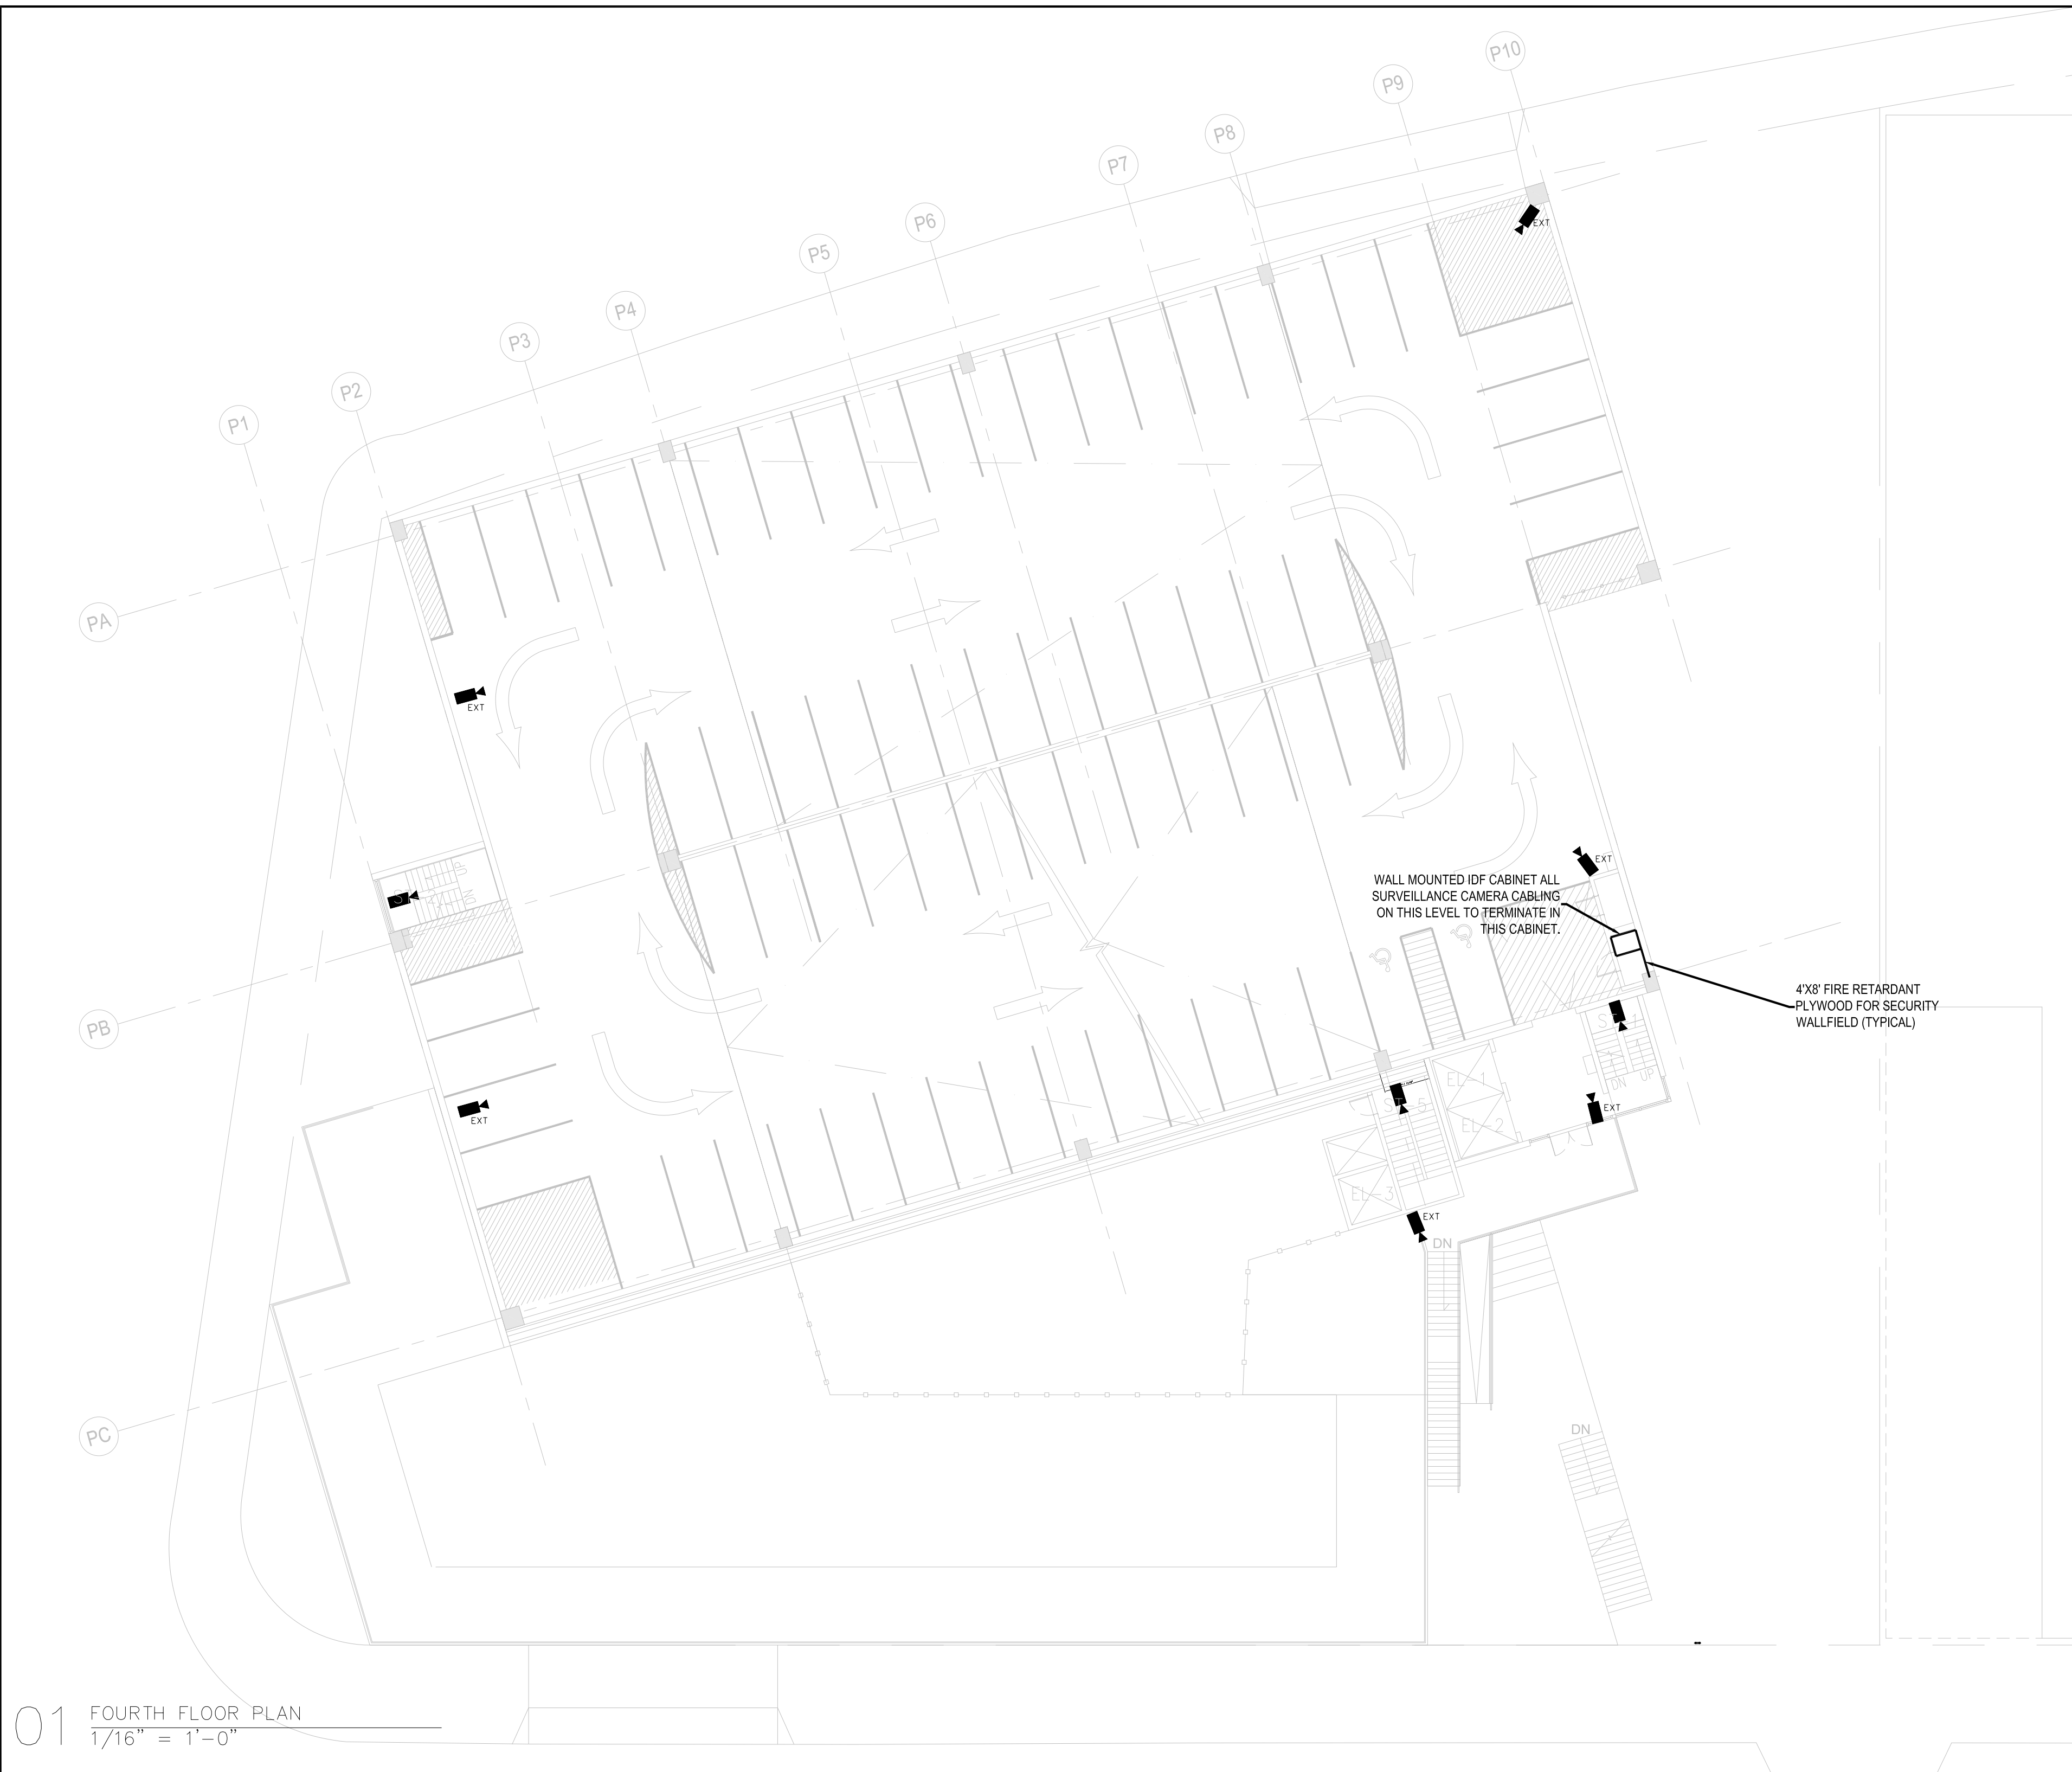 P10
P9
P8
P7
P6
P5
P4
P3
P2
P1
PA
PB
PC
EXT
EXT
EXT
EXT
EXT
EXT
UP
DN
WALL MOUNTED IDF CABINET ALL
SURVEILLANCE CAMERA CABLING
ON THIS LEVEL TO TERMINATE IN
THIS CABINET.
4'X8' FIRE RETARDANT
PLYWOOD FOR SECURITY
WALLFIELD (TYPICAL)
EL-1
EL-2
EL-3
DN
UP
EXT
DN
DN
01
FOURTH FLOOR PLAN
1/16" = 1'-0"